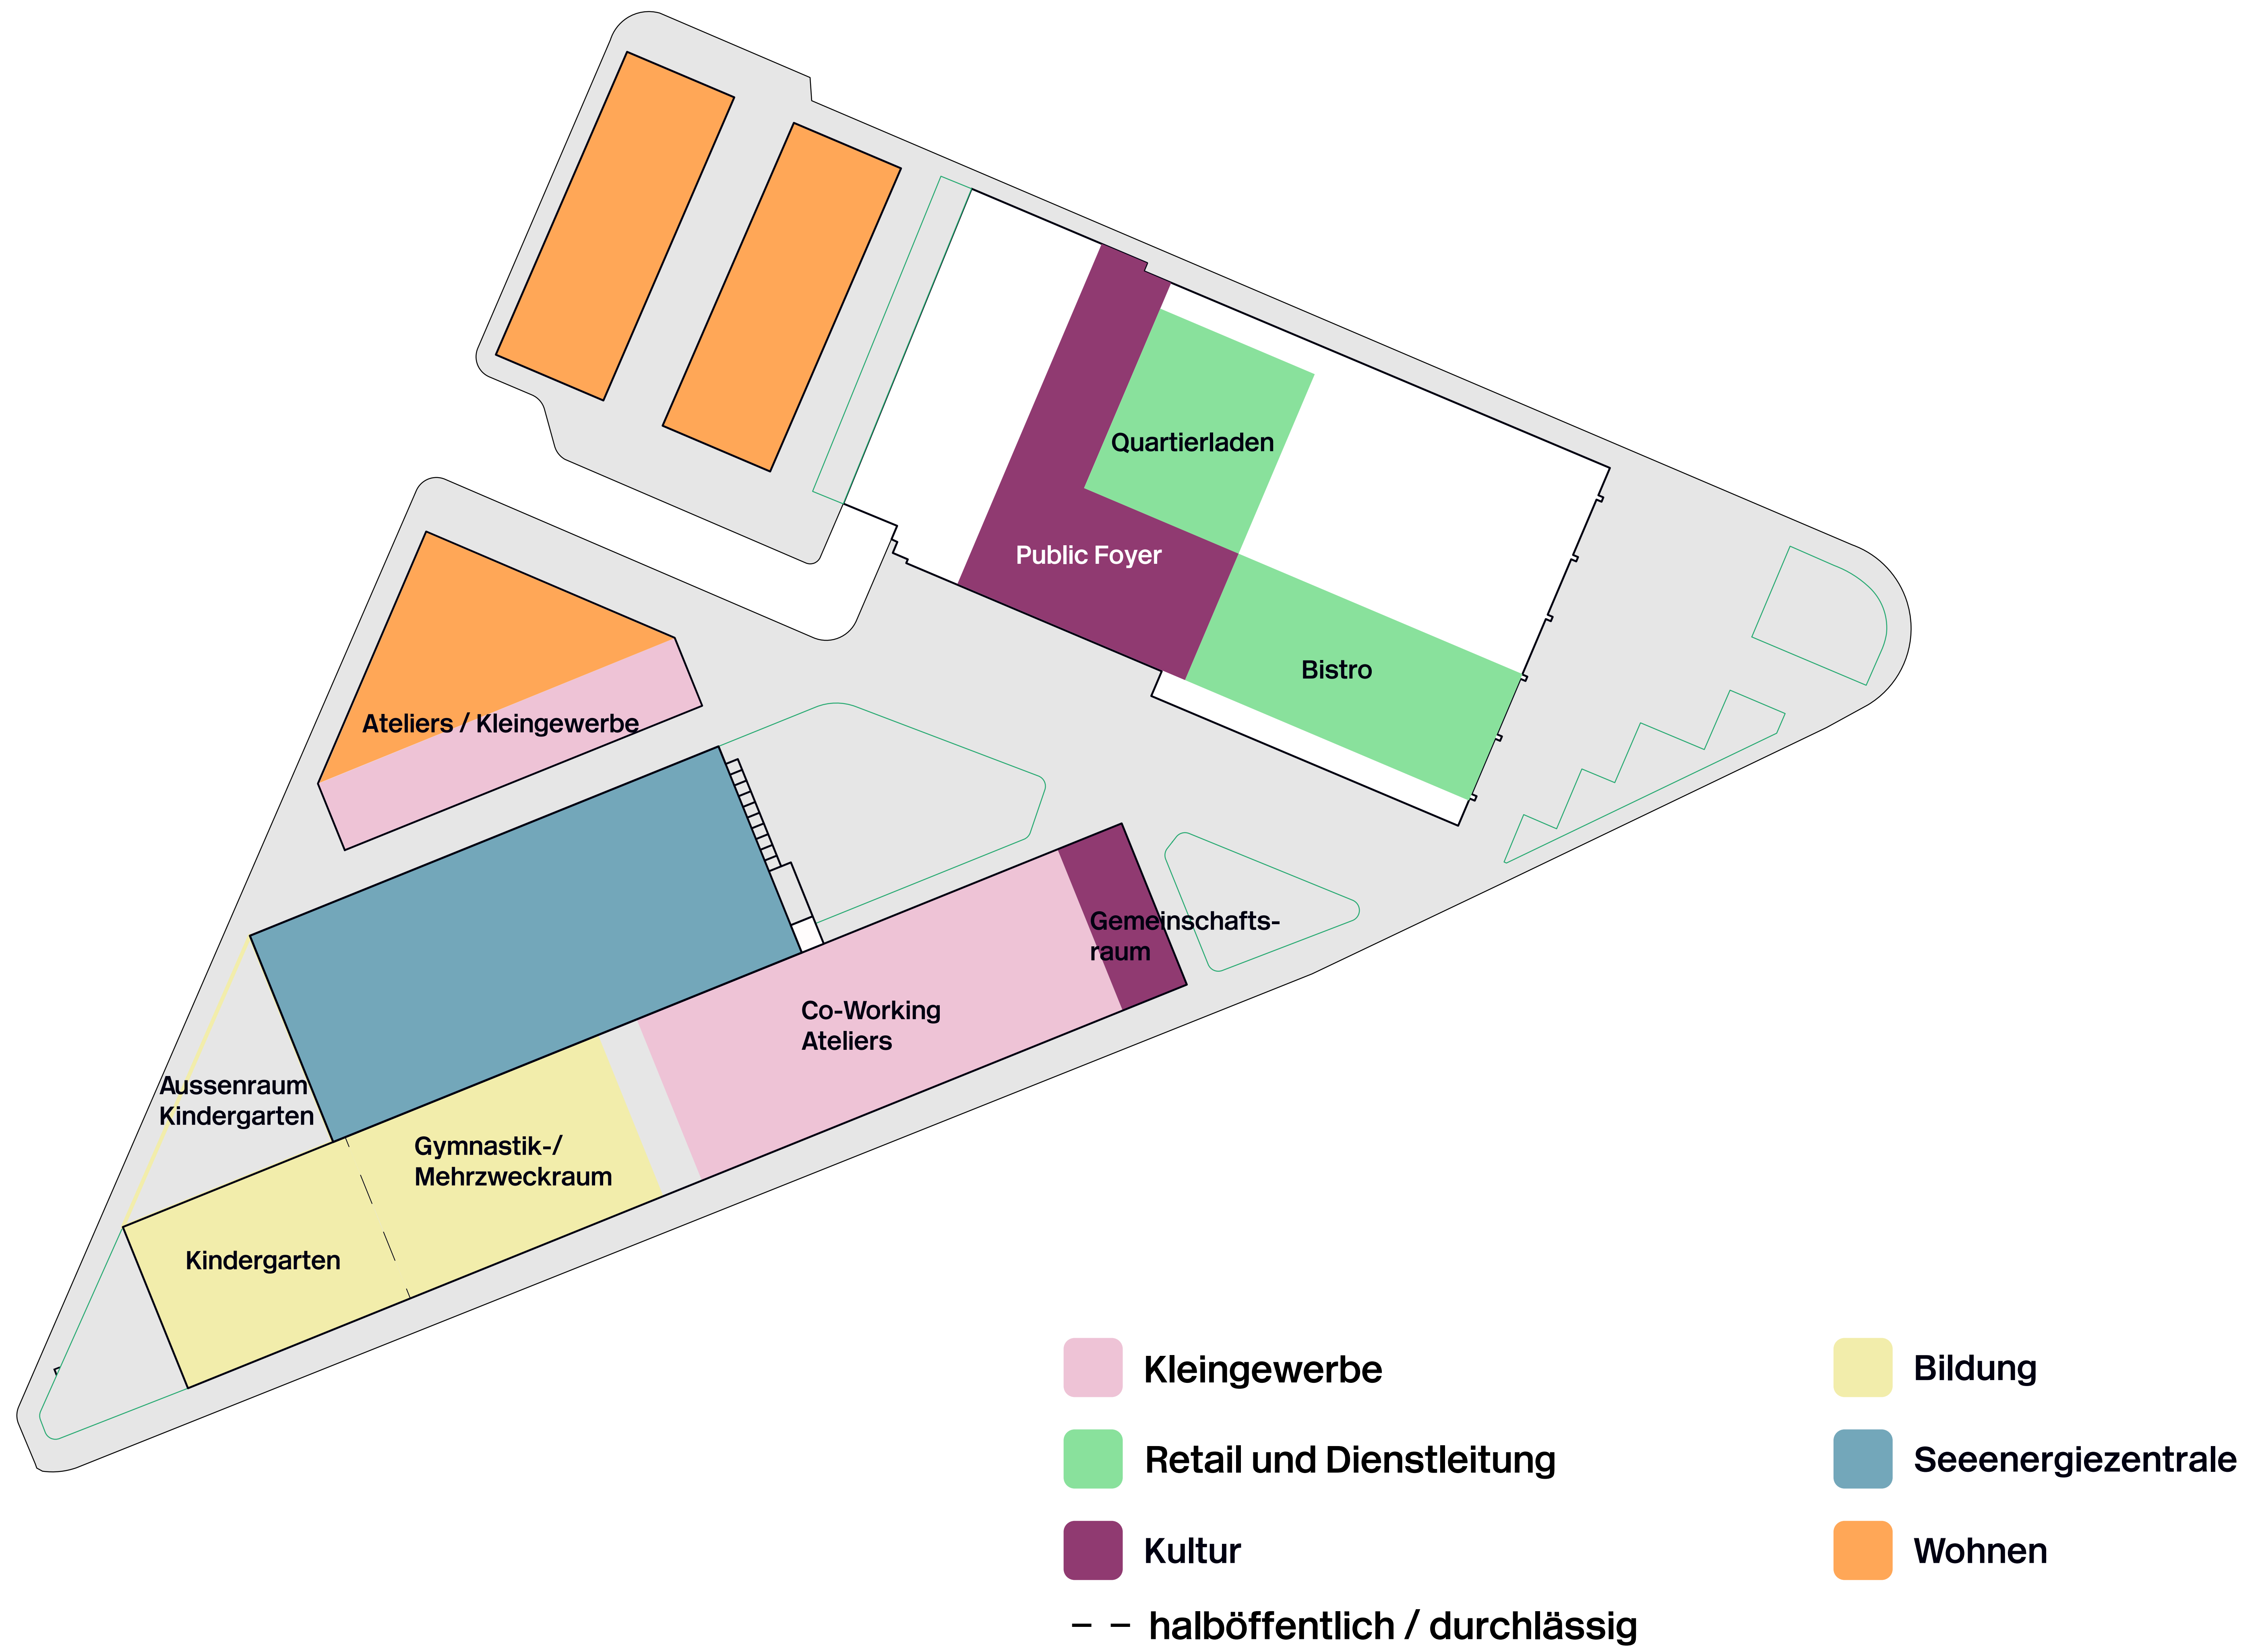 Quartierladen
Public Foyer
Bistro
Ateliers / Kleingewerbe
Gemeinschafts-
raum
Co-Working
Ateliers
Aussenraum
Kindergarten
Gymnastik-/
Mehrzweckraum
Kindergarten
Kleingewerbe
Retail und Dienstleitung
Kultur
halböffentlich / durchlässig
Bildung
Seeenergiezentrale
Wohnen